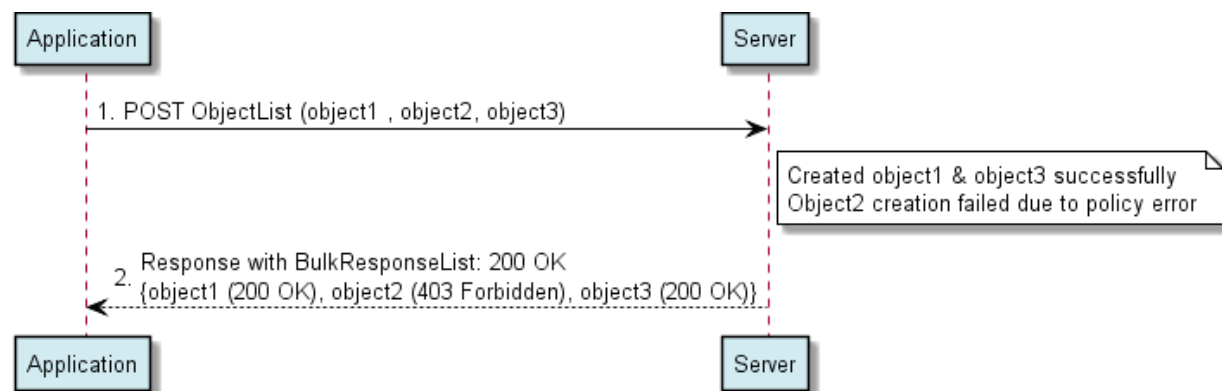 Application
Server
1. POST ObjectList (object1 , object2, object3)
Created object1 & object3 successfully
Object2 creation failed due to policy error
2. Response with BulkResponseList: 200 OK
{object1 (200 OK), object2 (403 Forbidden), object3 (200 OK)}
Application
Server